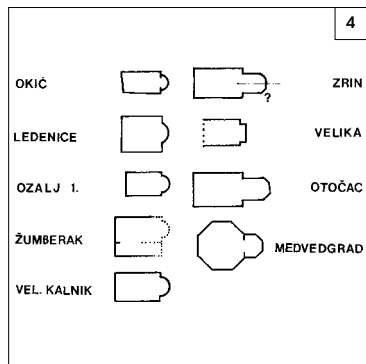 4
OKIĆ
ZRIN
?
LEDENICE
VELIKA
OZALJ 1.
OTOČAC
ŽUMBERAK
MEDVEDGRAD
VEL. KALNIK